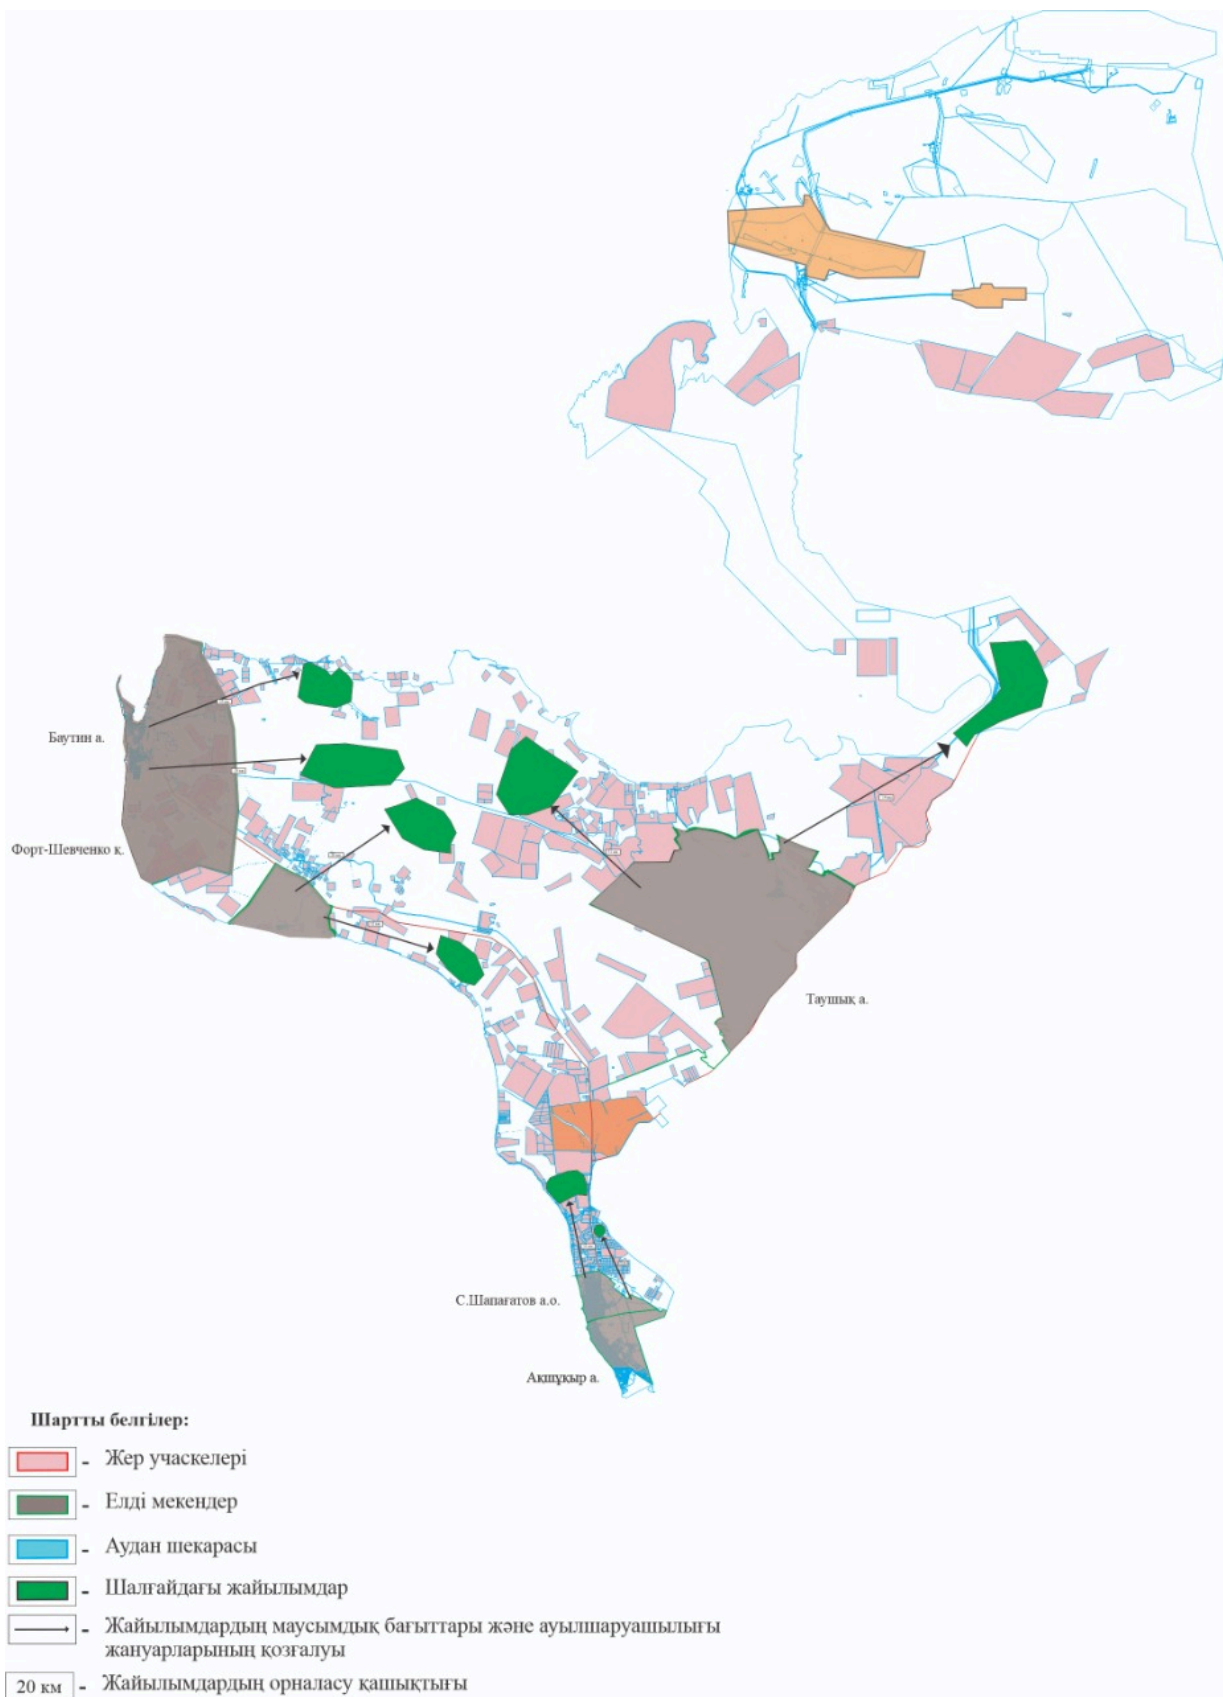 Баутин а.
Форт-Шевченко қ.
Таушық а.
С.Шапағатов а.о.
Ақшұқыр а.
Шартты белгілер:
- Жер учаскелері
- Елді мекендер
- Аудан шекарасы
- Шалғайдағы жайылымдар
- Жайылымдардың маусымдық бағыттары және ауылшаруашылығы
жануарларының қозғалуы
20 км - Жайылымдардың орналасу қашықтығы